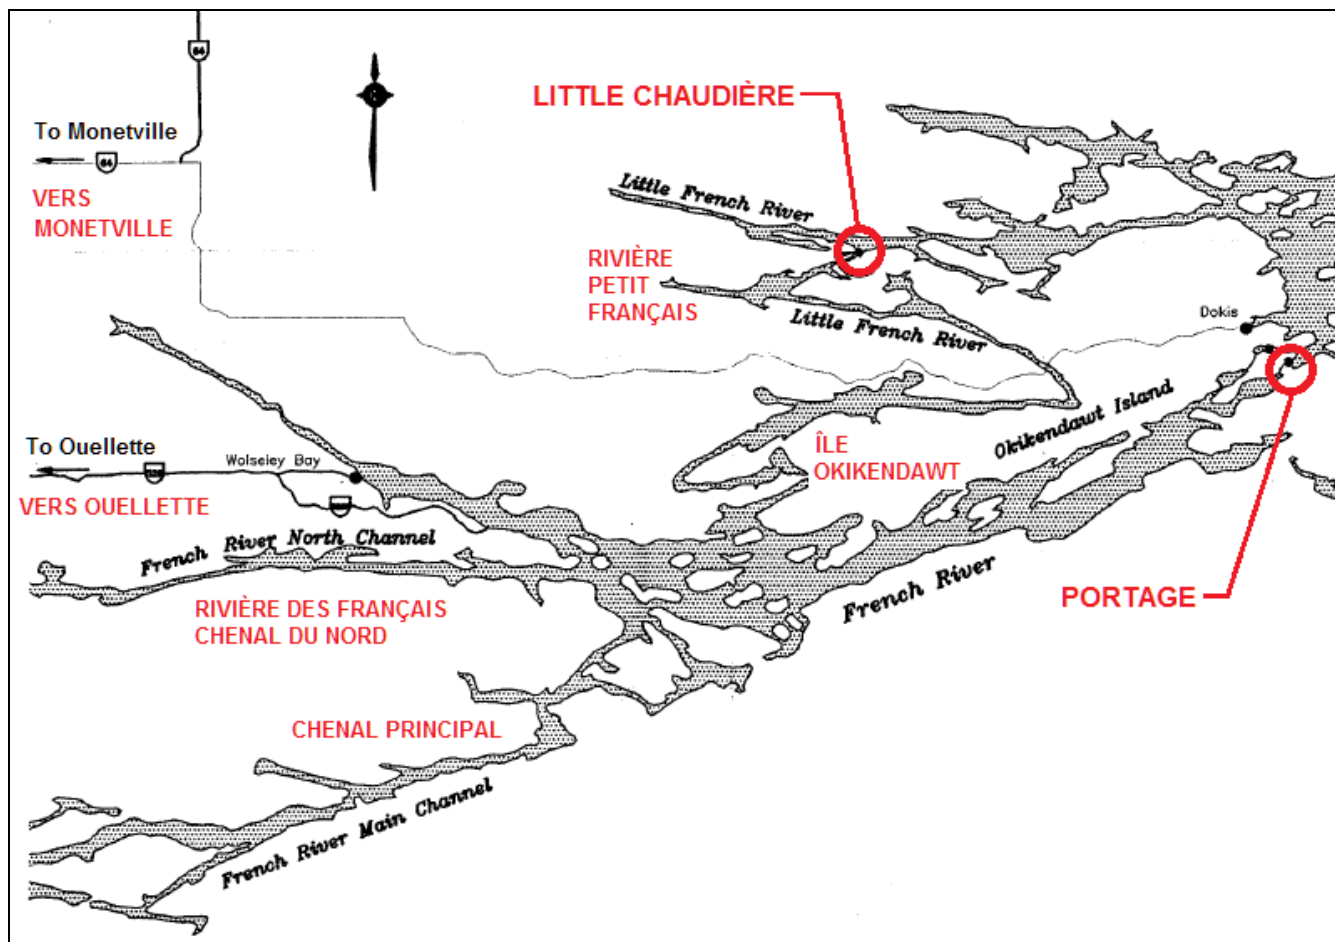 64
LITTLE CHAUDIÈRE
To Monetville
64
VERS
MONETVILLE
Little French River
RIVIÈRE
PETIT
FRANÇAIS
Little French River
Dokis
Okikendawt Island
ÎLE
OKIKENDAWT
To Ouellette
Wolseley Bay
VERS OUELLETTE
French River North Channel
RIVIÈRE DES FRANÇAIS
CHENAL DU NORD
French River
PORTAGE
CHENAL PRINCIPAL
French River Main Channel